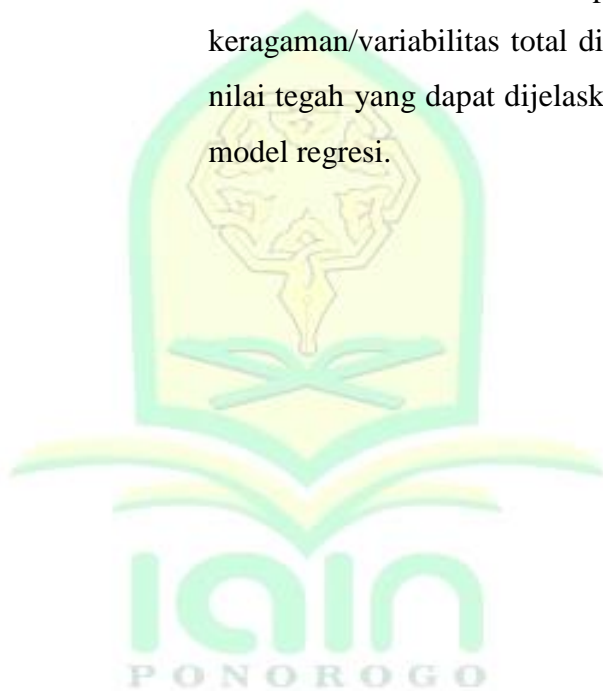 keragaman/variabilitas total di
nilai tegah yang dapat dijelask
model regresi.
iain
PONOROGO